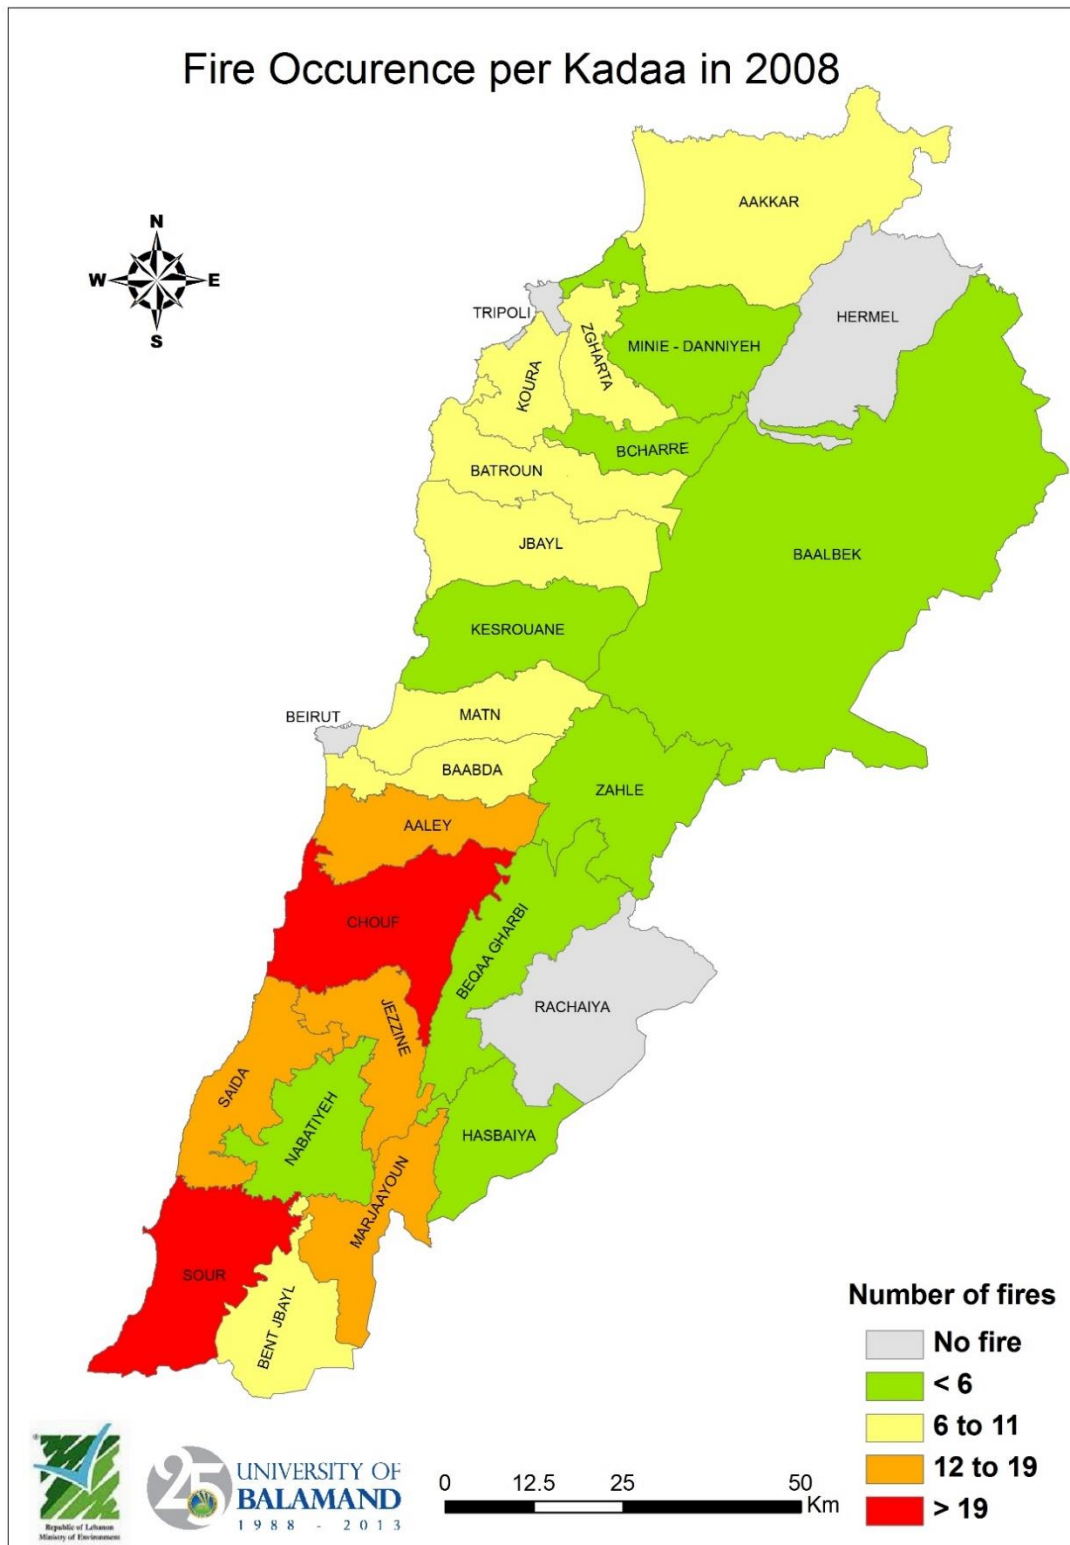 Fire Occurence per Kadaa in 2008
N
W E
S
AAKKAR
HERMEL
TRIPOLI
ZGHARTA
MINIE - DANNIYEH
KOURA
BCHARRE
BATROUN
JBAYL
BAALBEK
KESROUANE
BEIRUT
MATN
BAABDA
ZAHLE
AALEY
CHOUF
BEQAA GHARBI
RACHAIYA
JEZZINE
SAIDA
NABATIYEH
HASBAIYA
MARJAAYOUN
SOUR
BENT JBAYL
Number of fires
No fire
< 6
6 to 11
12 to 19
> 19
Republic of Lebanon
Ministry of Environment
25
UNIVERSITY OF
BALAMAND
1988 - 2013
0 12.5 25 50
Km